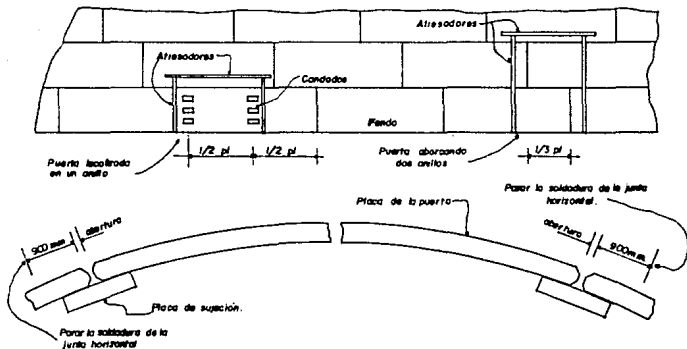 Atiesadores
Atiesadores
Candados
Fondo
Puerta localizada
en un anillo
1/2 pl
1/2 pl
Puerta abarcando
dos anillos
1/3 pl
Parar la soldadura de la junta
horizontal.
Placa de la puerta
900 mm
abertura
abertura
900 mm.
Placa de sujeción.
Parar la soldadura de la
junta horizontal